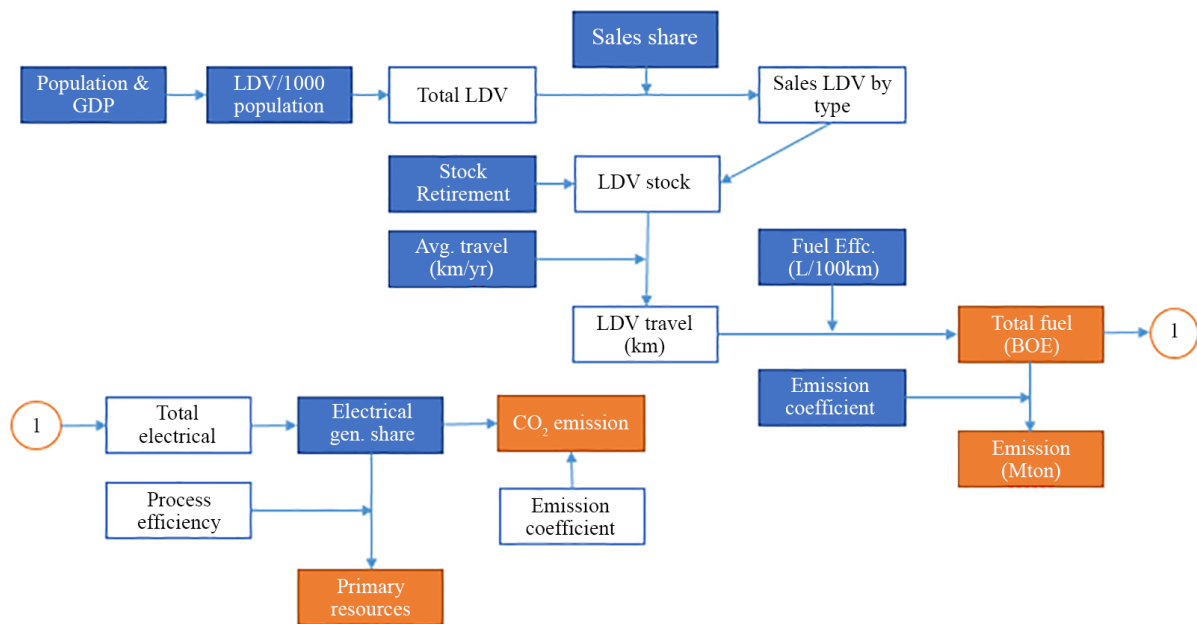 Sales share
Population &
GDP
LDV/1000
population
Total LDV
Sales LDV by
type
Stock
Retirement
LDV stock
Avg. travel
(km/yr)
Fuel Effc.
(L/100km)
LDV travel
(km)
Total fuel
(BOE)
1
Emission
coefficient
Emission
(Mton)
1
Total
electrical
Electrical
gen. share
CO₂ emission
Process
efficiency
Emission
coefficient
Primary
resources